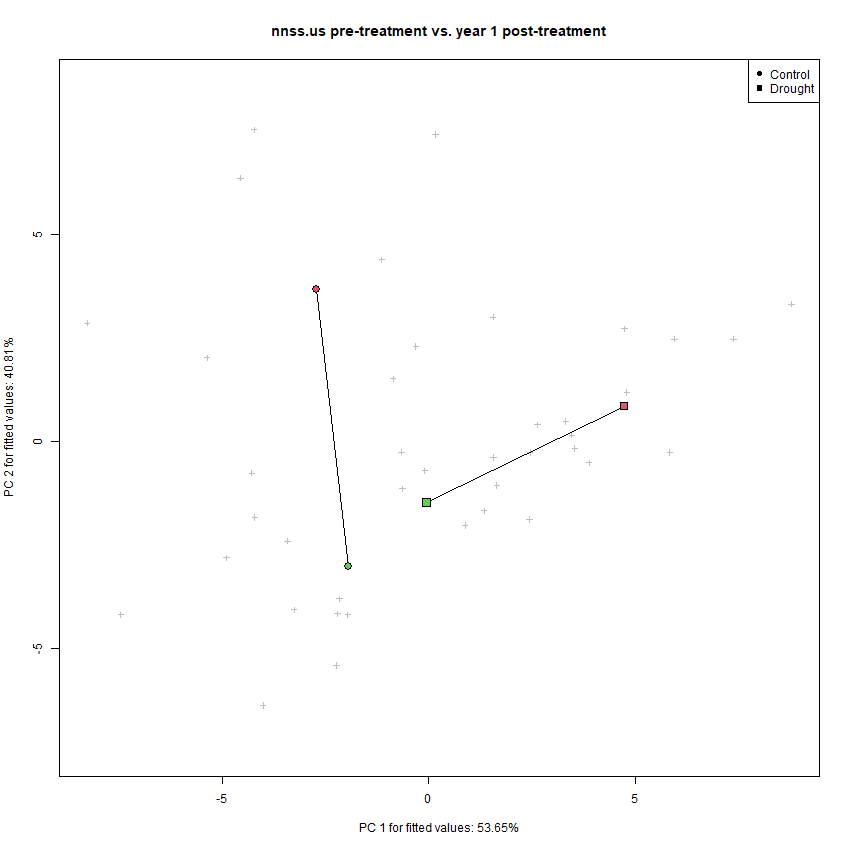 nnss.us pre-treatment vs. year 1 post-treatment
Control
Drought
5
0
-5
PC 2 for fitted values: 40.81%
-5
0
5
PC 1 for fitted values: 53.65%